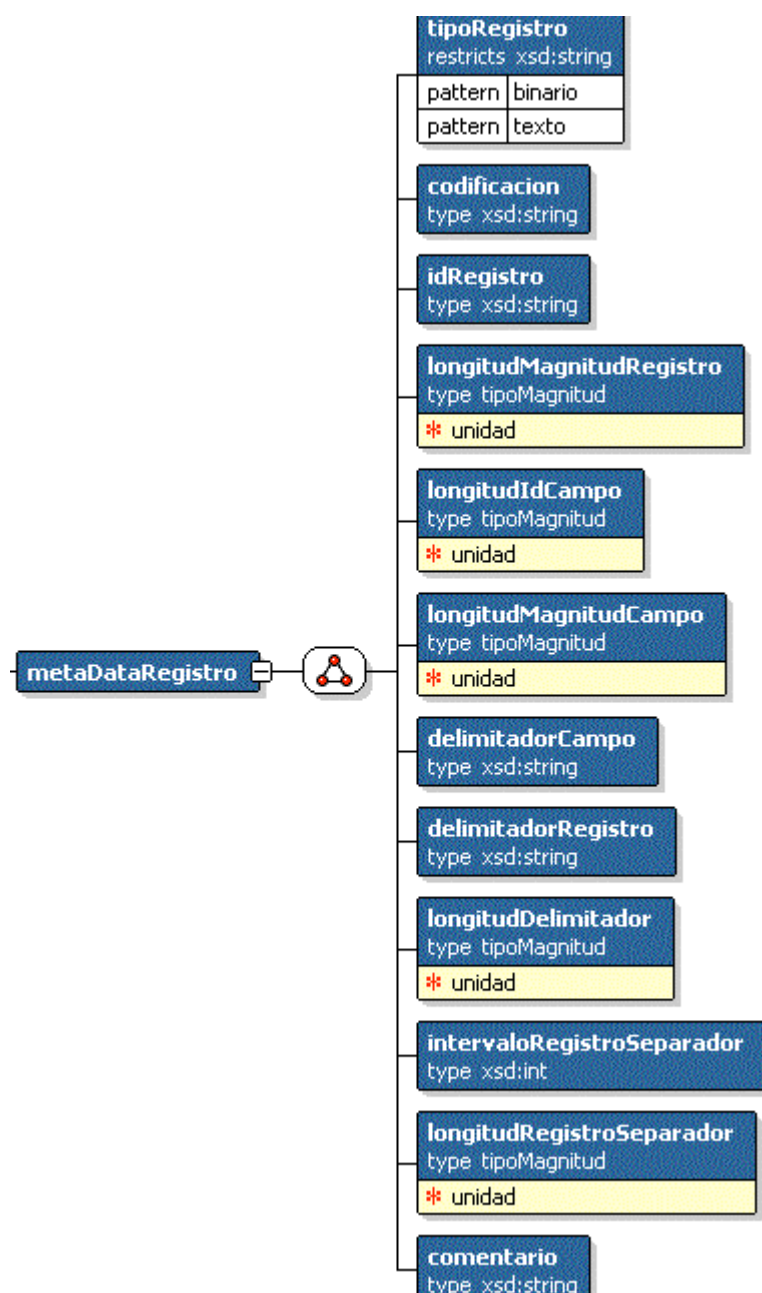 tipoRegistro
restricts xsd:string
pattern binario
pattern texto
codificacion
type xsd:string
idRegistro
type xsd:string
longitudMagnitudRegistro
type tipoMagnitud
* unidad
longitudIdCampo
type tipoMagnitud
* unidad
longitudMagnitudCampo
type tipoMagnitud
* unidad
metaDataRegistro
delimitadorCampo
type xsd:string
delimitadorRegistro
type xsd:string
longitudDelimitador
type tipoMagnitud
* unidad
intervaloRegistroSeparador
type xsd:int
longitudRegistroSeparador
type tipoMagnitud
* unidad
comentario
type xsd:string